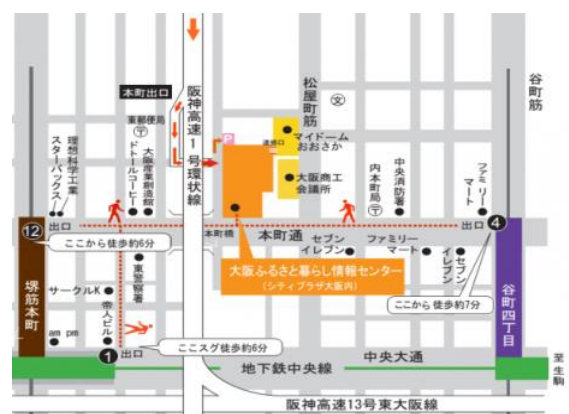 谷町筋
松屋町筋
文
阪神高速1号環状線
本町出口
東郵便局
〒
P
連絡口
マイドーム
おおさか
大阪商工
会議所
理想科学工業
スターバックス
ドトールコーヒー
大阪産業創造館
内本町局
〒
中央消防署
ファミリー
マート
12
出口
ここから徒歩約6分
本町橋
本町通
セブン
イレブン
ファミリー
マート
出口
4
セブン
イレブン
大阪ふるさと暮らし情報センター
(シティプラザ大阪内)
ここから徒歩約7分
堺筋本町
サークルK
東警察署
帝人ビル
am pm
1
出口
ここスグ徒歩約6分
谷町四丁目
中央大通
地下鉄中央線
至生駒
阪神高速13号東大阪線